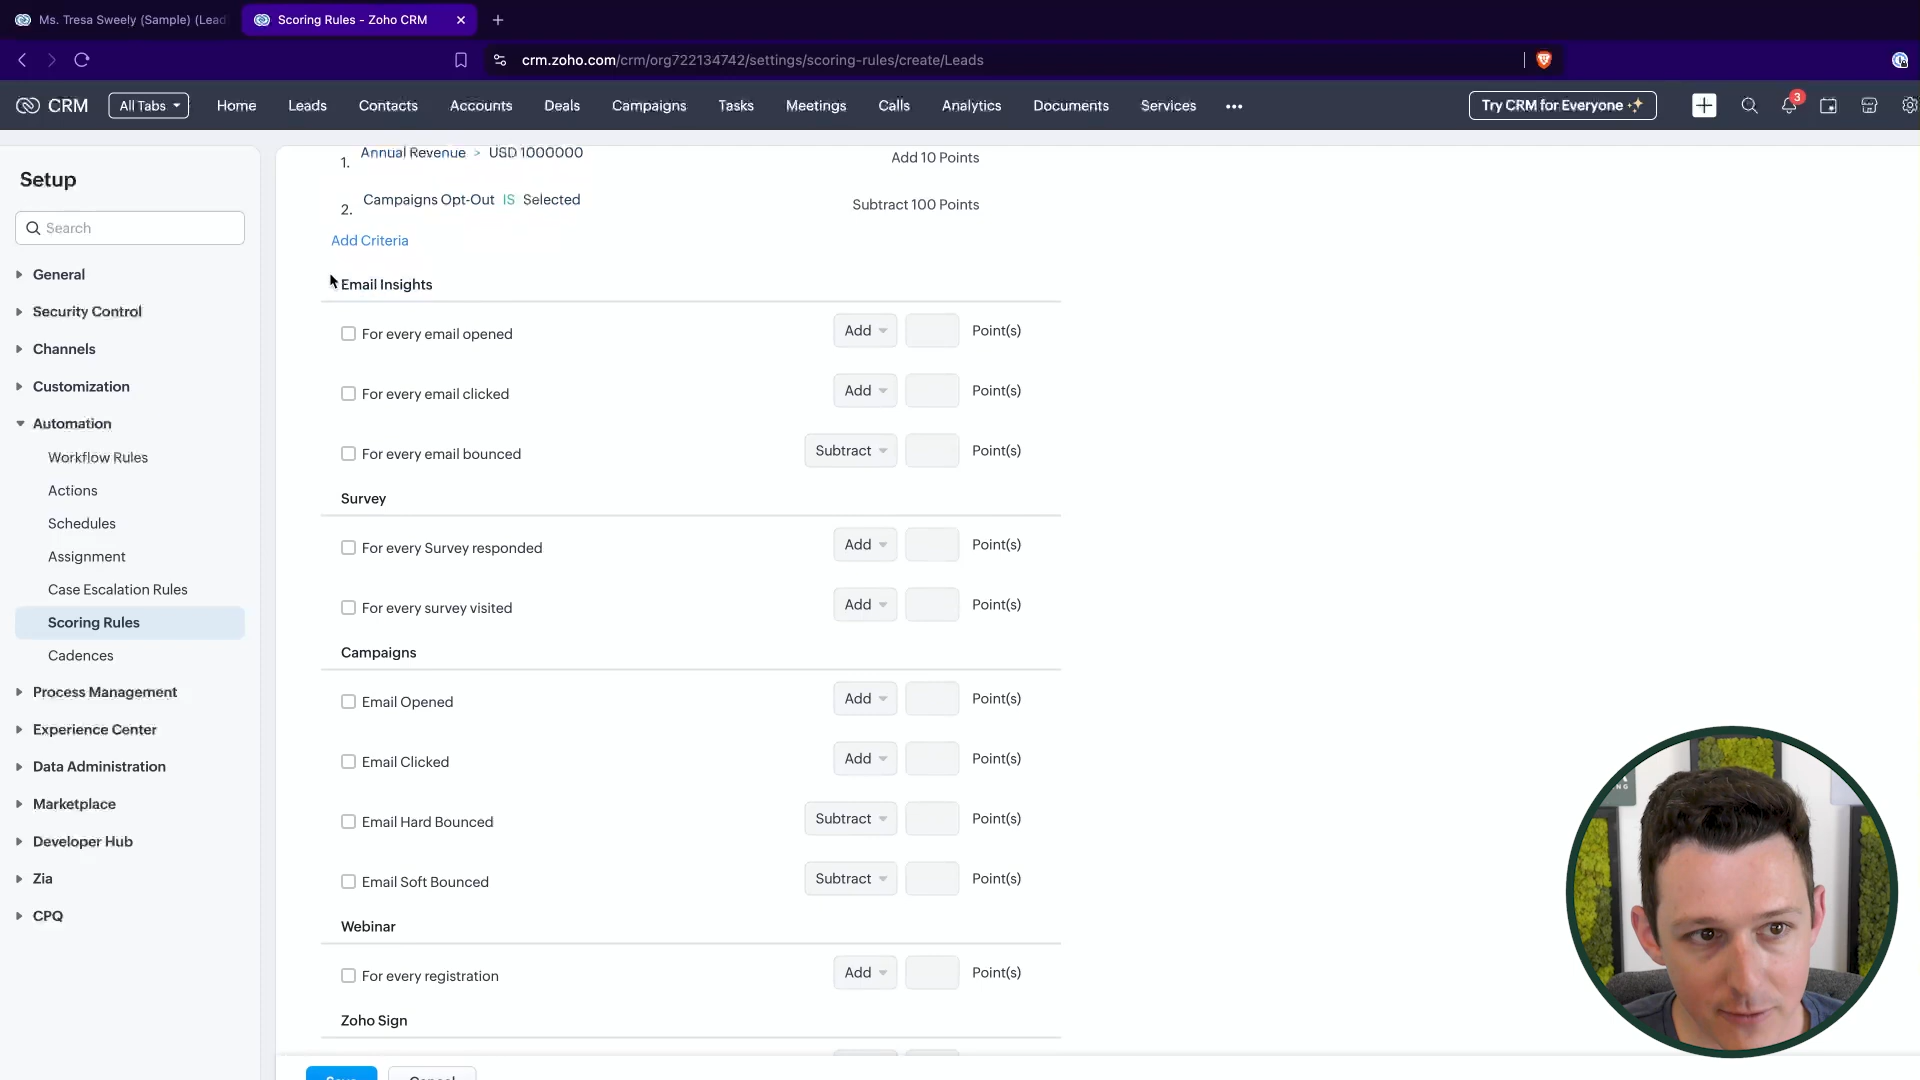 Ms. Tresa Sweely (Sample) (Lead
Scoring Rules - Zoho CRM
crm.zoho.com/crm/org722134742/settings/scoring-rules/create/Leads
CRM
All Tabs
Home
Leads
Contacts
Accounts
Deals
Campaigns
Tasks
Meetings
Calls
Analytics
Documents
Services
Try CRM for Everyone
3
Setup
Search
General
Security Control
Channels
Customization
Automation
Workflow Rules
Actions
Schedules
Assignment
Case Escalation Rules
Scoring Rules
Cadences
Process Management
Experience Center
Data Administration
Marketplace
Developer Hub
Zia
CPQ
1. Annual Revenue > USD 1000000 Add 10 Points
2. Campaigns Opt-Out IS Selected Subtract 100 Points
Add Criteria
Email Insights
For every email opened Add Point(s)
For every email clicked Add Point(s)
For every email bounced Subtract Point(s)
Survey
For every Survey responded Add Point(s)
For every survey visited Add Point(s)
Campaigns
Email Opened Add Point(s)
Email Clicked Add Point(s)
Email Hard Bounced Subtract Point(s)
Email Soft Bounced Subtract Point(s)
Webinar
For every registration Add Point(s)
Zoho Sign
Save Cancel